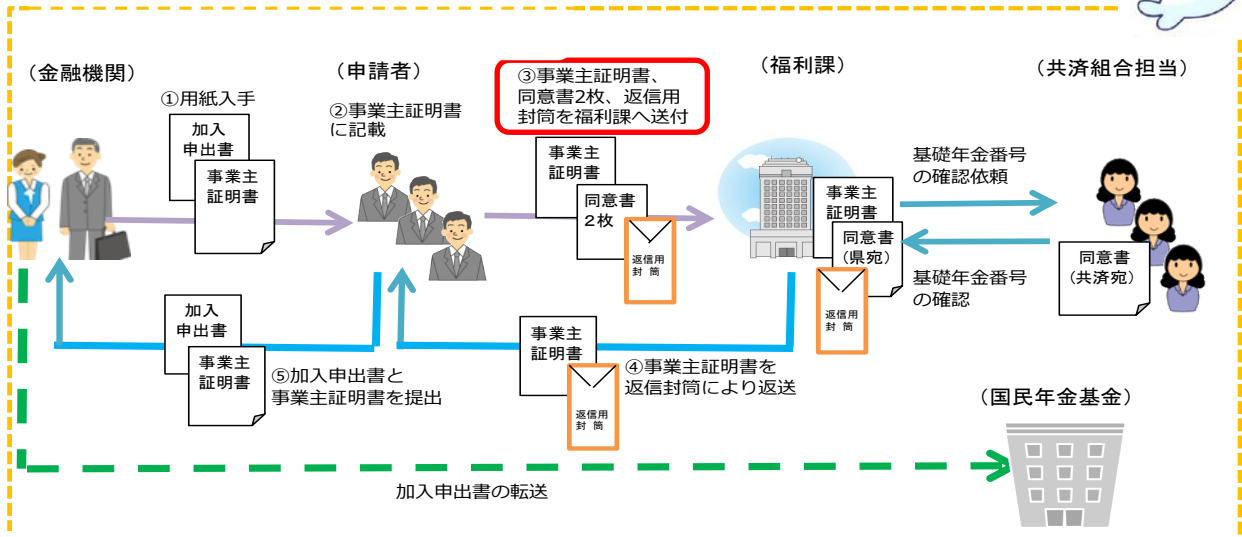 （金融機関）
①用紙入手
加入
申出書
事業主
証明書
（申請者）
②事業主証明書
に記載
③事業主証明書、
同意書2枚、返信用
封筒を福利課へ送付
事業主
証明書
同意書
2枚
返信用
封 筒
（福利課）
事業主
証明書
同意書
(県宛)
返信用
封 筒
（共済組合担当）
基礎年金番号
の確認依頼
基礎年金番号
の確認
同意書
(共済宛)
事業主
証明書
返信用
封 筒
④事業主証明書を
返信封筒により返送
加入
申出書
事業主
証明書
⑤加入申出書と
事業主証明書を提出
（国民年金基金）
加入申出書の転送